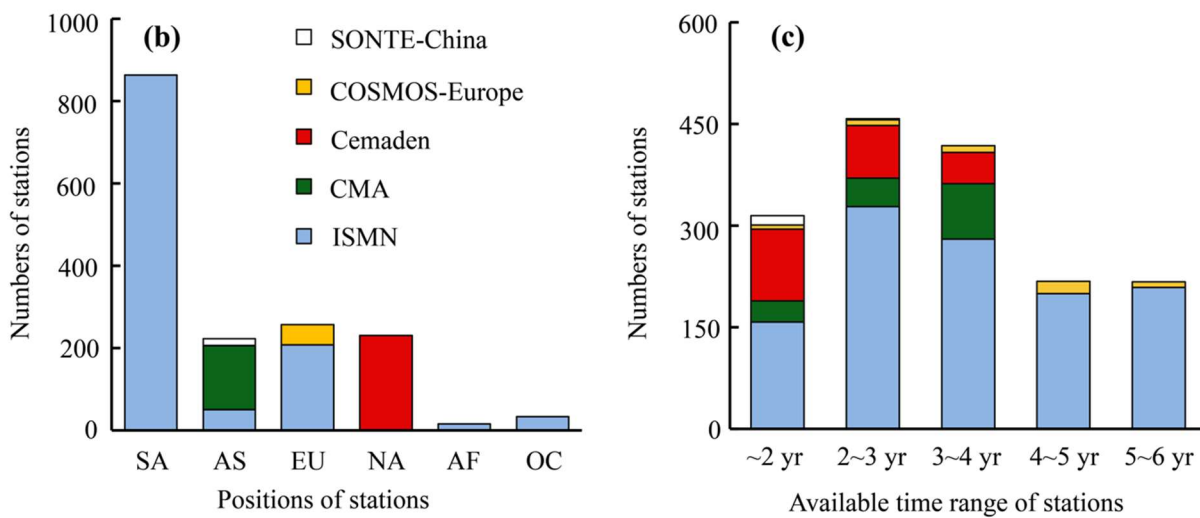 (b)
Numbers of stations
1000
800
600
400
200
0
SONTE-China
COSMOS-Europe
Cemaden
CMA
ISMN
SA AS EU NA AF OC
Positions of stations
(c)
Numbers of stations
600
450
300
150
0
~2 yr 2~3 yr 3~4 yr 4~5 yr 5~6 yr
Available time range of stations